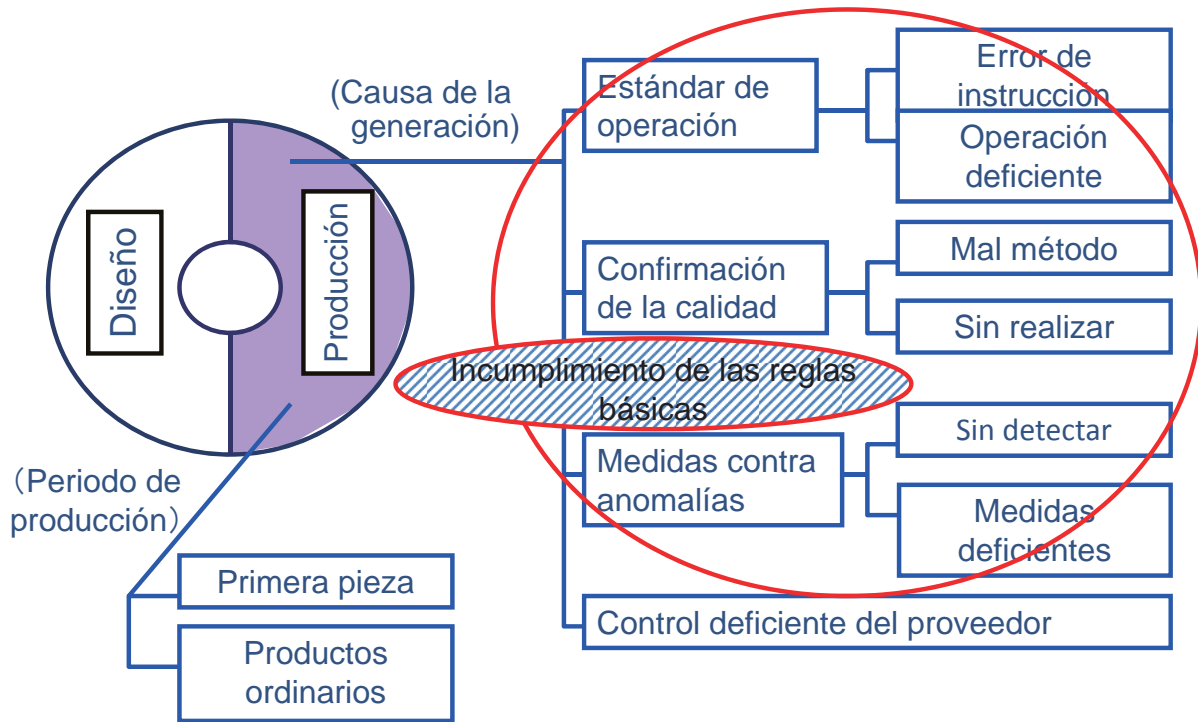 (Causa de la
generación)
Diseño
Producción
（Periodo de
producción）
Primera pieza
Productos
ordinarios
Estándar de
operación
Error de
instrucción
Operación
deficiente
Confirmación
de la calidad
Mal método
Sin realizar
Incumplimiento de las reglas
básicas
Medidas contra
anomalías
Sin detectar
Medidas
deficientes
Control deficiente del proveedor